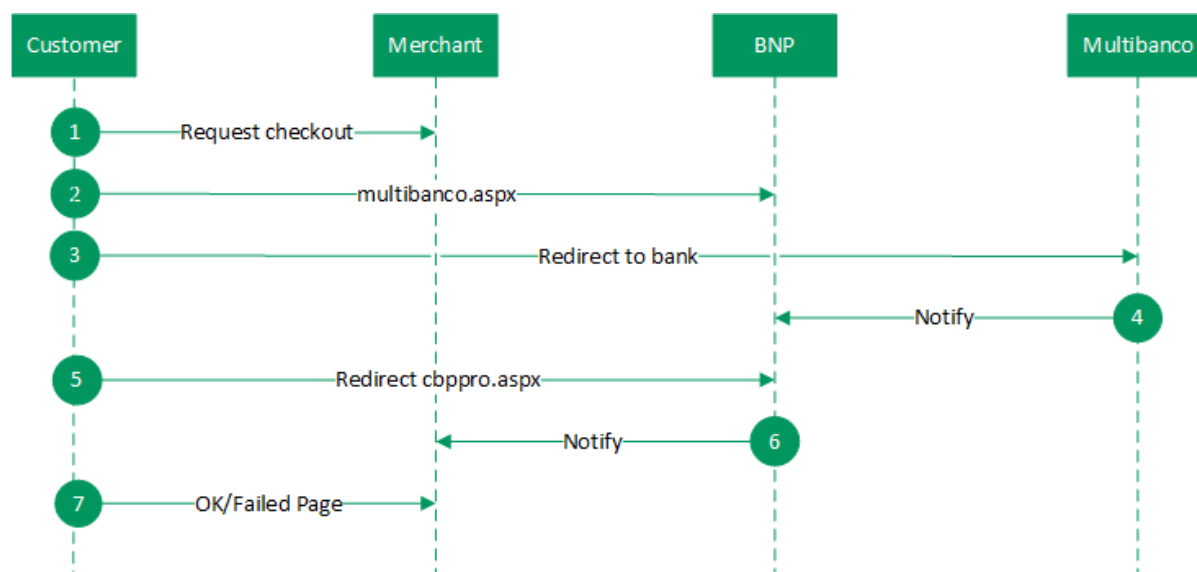 Customer
Merchant
BNP
Multibanco
1
Request checkout
2
multibanco.aspx
3
Redirect to bank
Notify
4
5
Redirect cbppro.aspx
Notify
6
7
OK/Failed Page